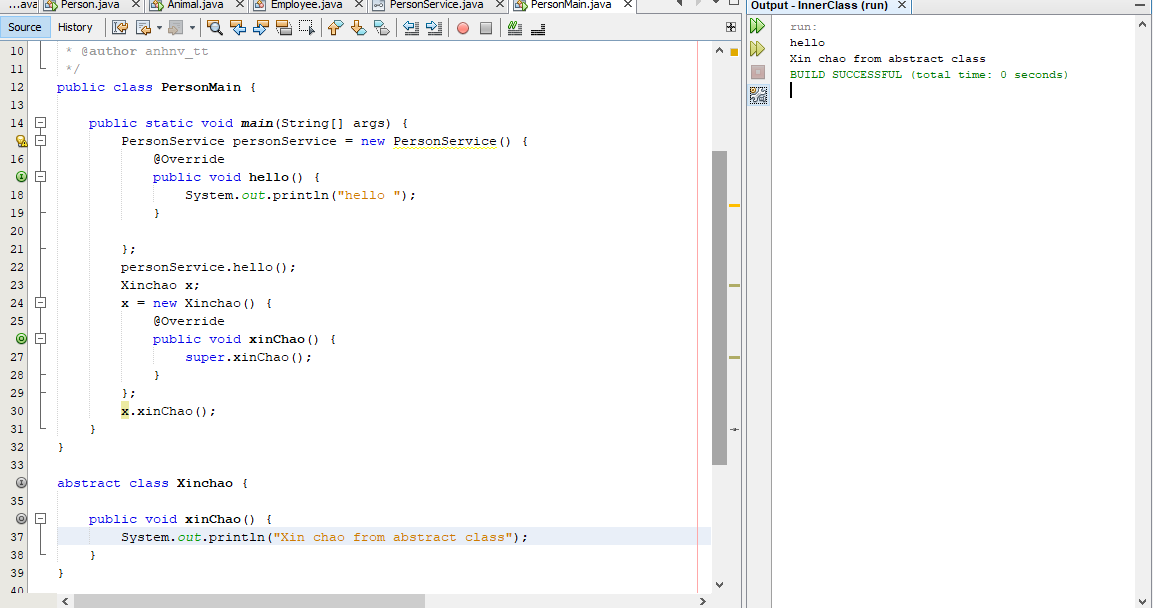 ...ava Person.java Animal.java Employee.java PersonService.java PersonMain.java
Source History
10 * @author anhnv_tt
11 */
12 public class PersonMain {
13
14 public static void main(String[] args) {
PersonService personService = new PersonService() {
16 @Override
public void hello() {
18 System.out.println("hello ");
19 }
20
21 };
22 personService.hello();
23 Xinchao x;
24 x = new Xinchao() {
25 @Override
public void xinChao() {
27 super.xinChao();
28 }
29 };
30 x.xinChao();
31 }
32 }
33
abstract class Xinchao {
35
public void xinChao() {
37 System.out.println("Xin chao from abstract class");
38 }
39 }
40
Output - InnerClass (run)
run:
hello
Xin chao from abstract class
BUILD SUCCESSFUL (total time: 0 seconds)